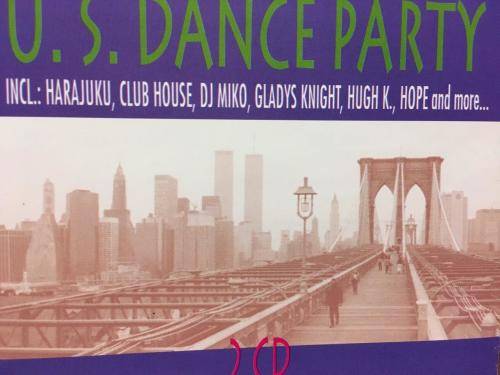 U. S. DANCE PARTY
INCL.: HARAJUKU, CLUB HOUSE, DJ MIKO, GLADYS KNIGHT, HUGH K., HOPE and more...
2 CD